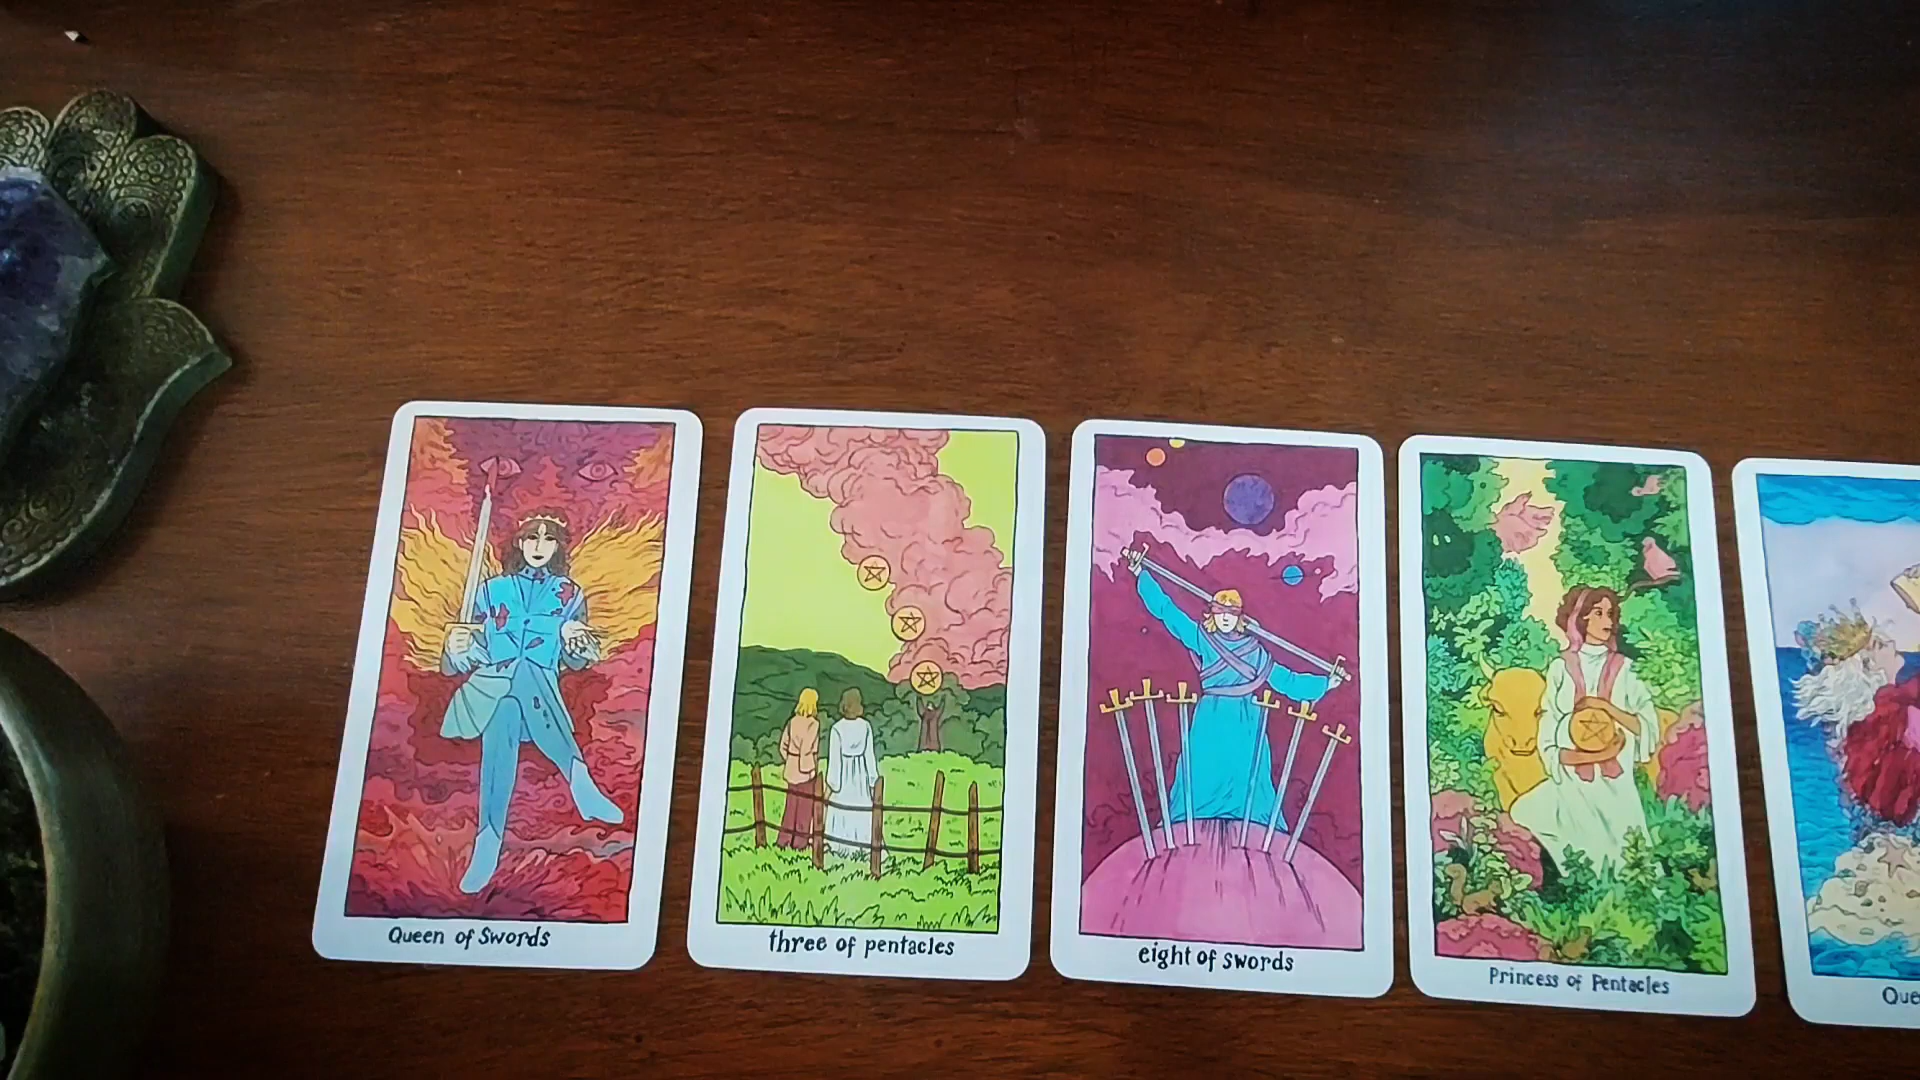 Queen of Swords
three of pentacles
eight of swords
Princess of Pentacles